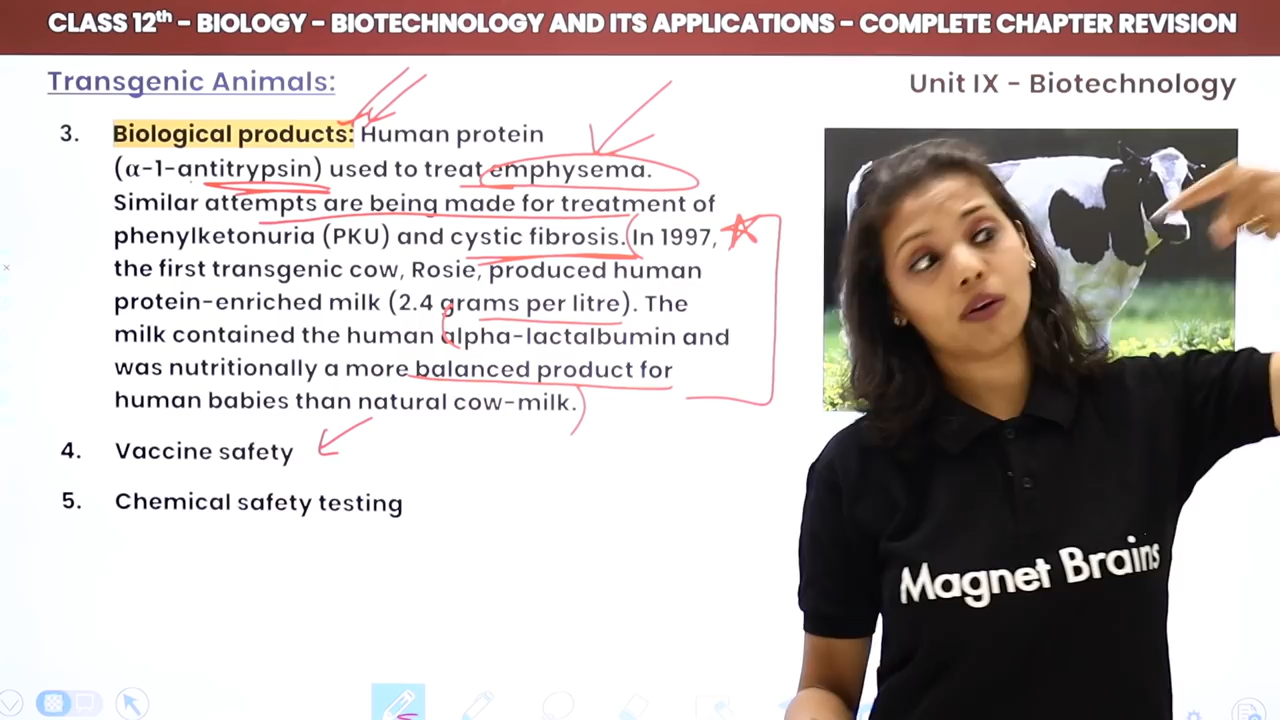 CLASS 12th – BIOLOGY – BIOTECHNOLOGY AND ITS APPLICATIONS – COMPLETE CHAPTER REVISION
Transgenic Animals:
Unit IX – Biotechnology
3. Biological products: Human protein
(α-1-antitrypsin) used to treat emphysema.
Similar attempts are being made for treatment of
phenylketonuria (PKU) and cystic fibrosis. In 1997,
the first transgenic cow, Rosie, produced human
protein-enriched milk (2.4 grams per litre). The
milk contained the human alpha-lactalbumin and
was nutritionally a more balanced product for
human babies than natural cow-milk.
4. Vaccine safety
5. Chemical safety testing
Magnet Brains